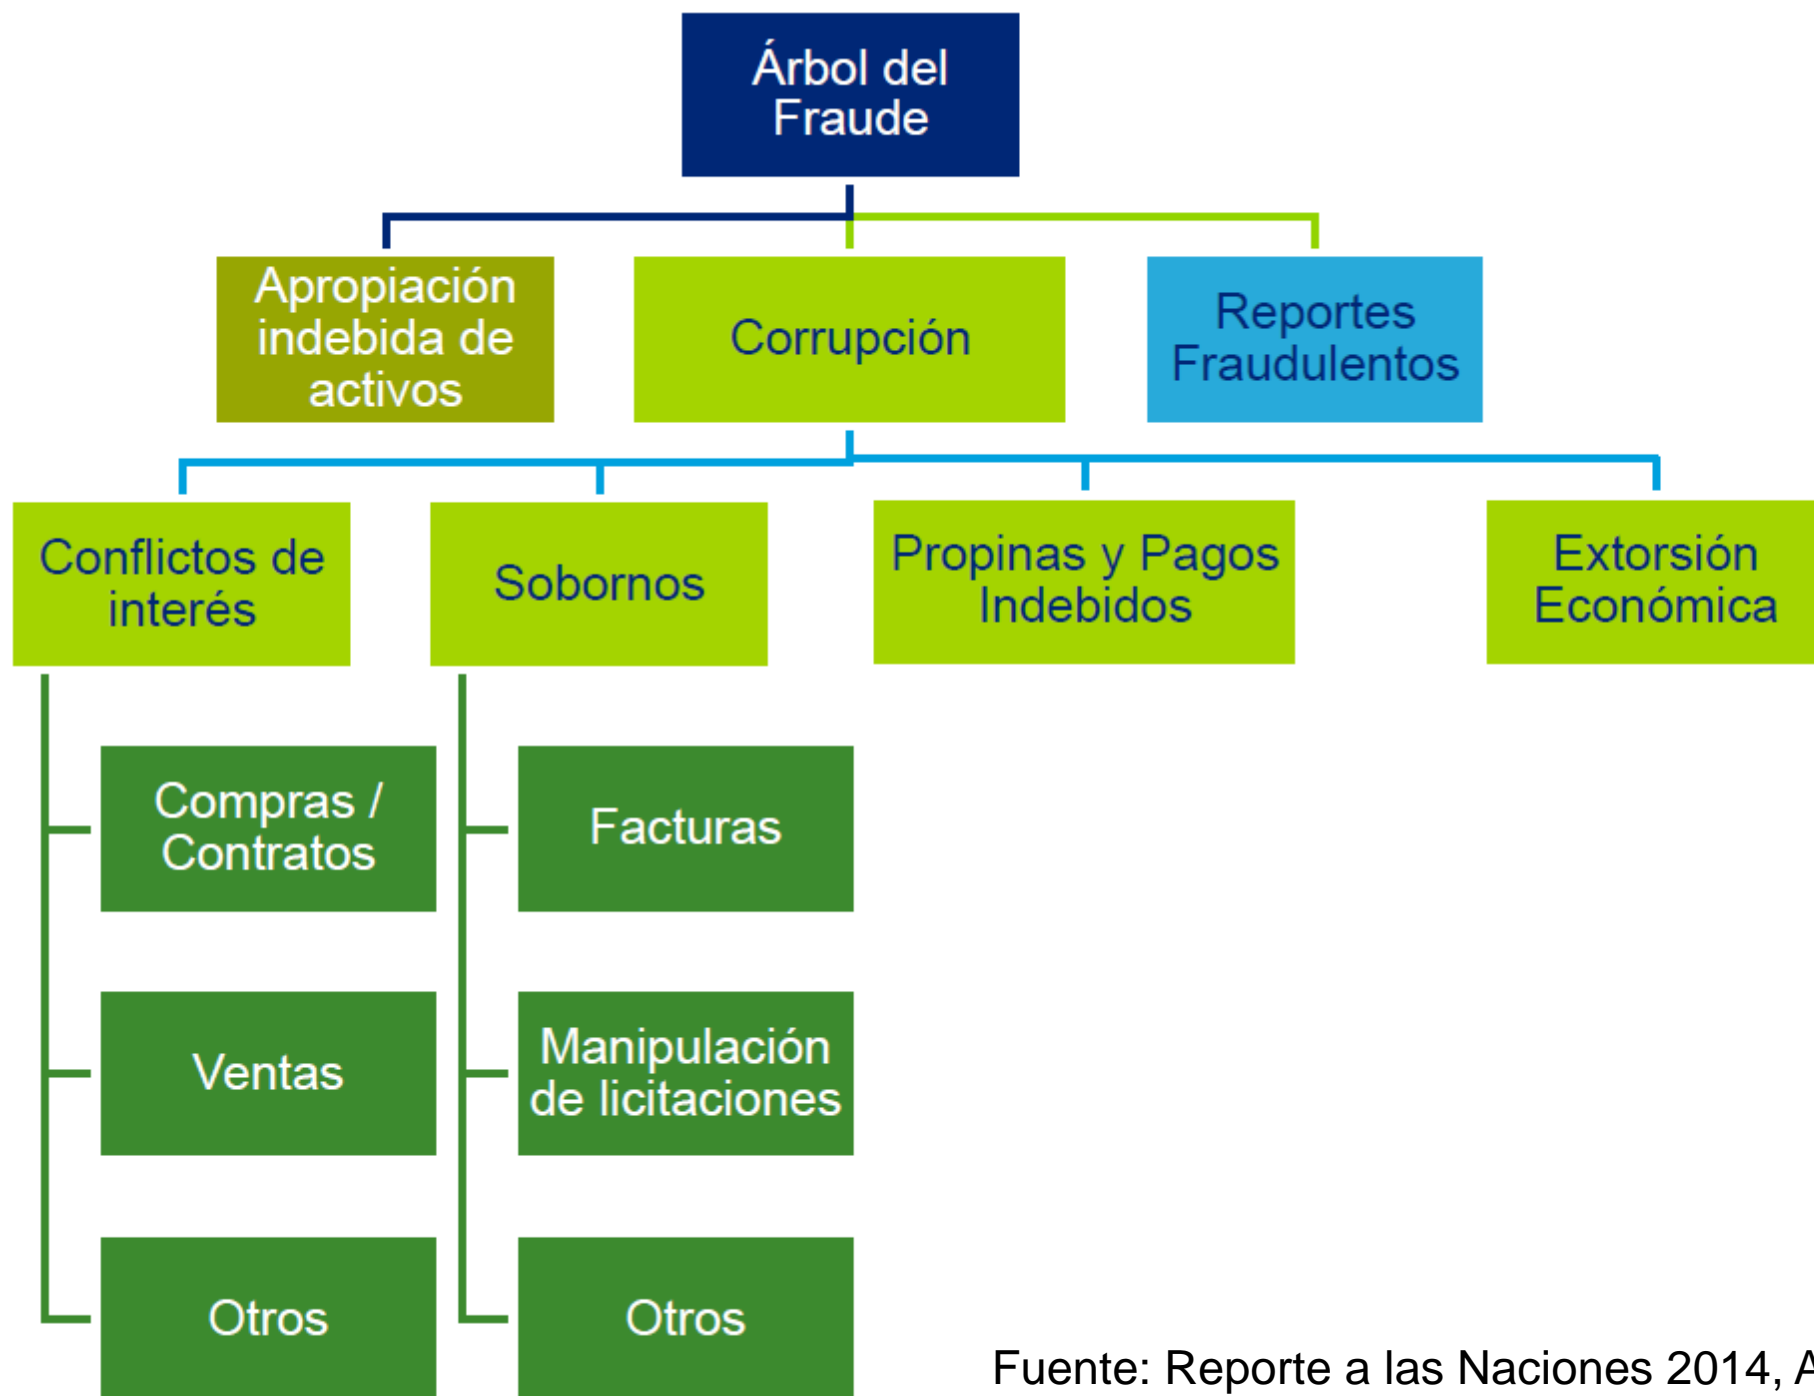 Árbol del
Fraude
Apropiación
indebida de
activos
Corrupción
Reportes
Fraudulentos
Conflictos de
interés
Sobornos
Propinas y Pagos
Indebidos
Extorsión
Económica
Compras /
Contratos
Facturas
Ventas
Manipulación
de licitaciones
Otros
Otros
Fuente: Reporte a las Naciones 2014, A